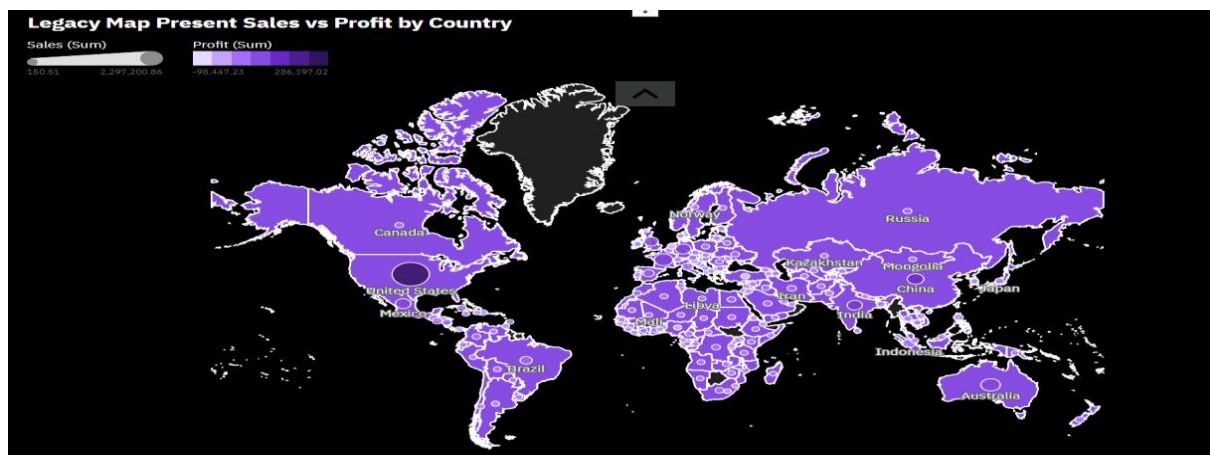 Legacy Map Present Sales vs Profit by Country
Sales (Sum)
Profit (Sum)
160.51
2,297,200.86
-98,447.23
286,397.02
Norway
Russia
Canada
Kazakhstan
Mongolia
United States
China
Japan
Iran
Libya
Mexico
Mali
India
Indonesia
Brazil
Australia